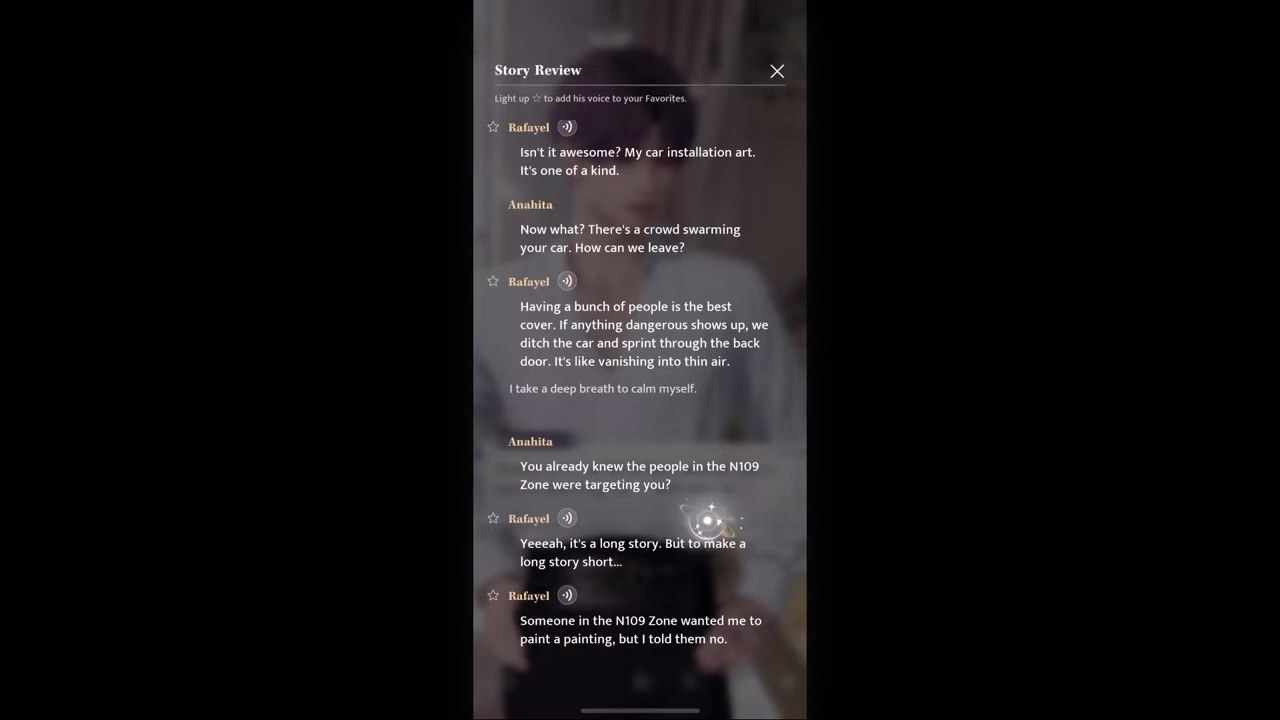 Story Review
Light up ☆ to add his voice to your Favorites.
Rafayel
Isn't it awesome? My car installation art.
It's one of a kind.
Anahita
Now what? There's a crowd swarming
your car. How can we leave?
Rafayel
Having a bunch of people is the best
cover. If anything dangerous shows up, we
ditch the car and sprint through the back
door. It's like vanishing into thin air.
I take a deep breath to calm myself.
Anahita
You already knew the people in the N109
Zone were targeting you?
Rafayel
Yeeeah, it's a long story. But to make a
long story short...
Rafayel
Someone in the N109 Zone wanted me to
paint a painting, but I told them no.